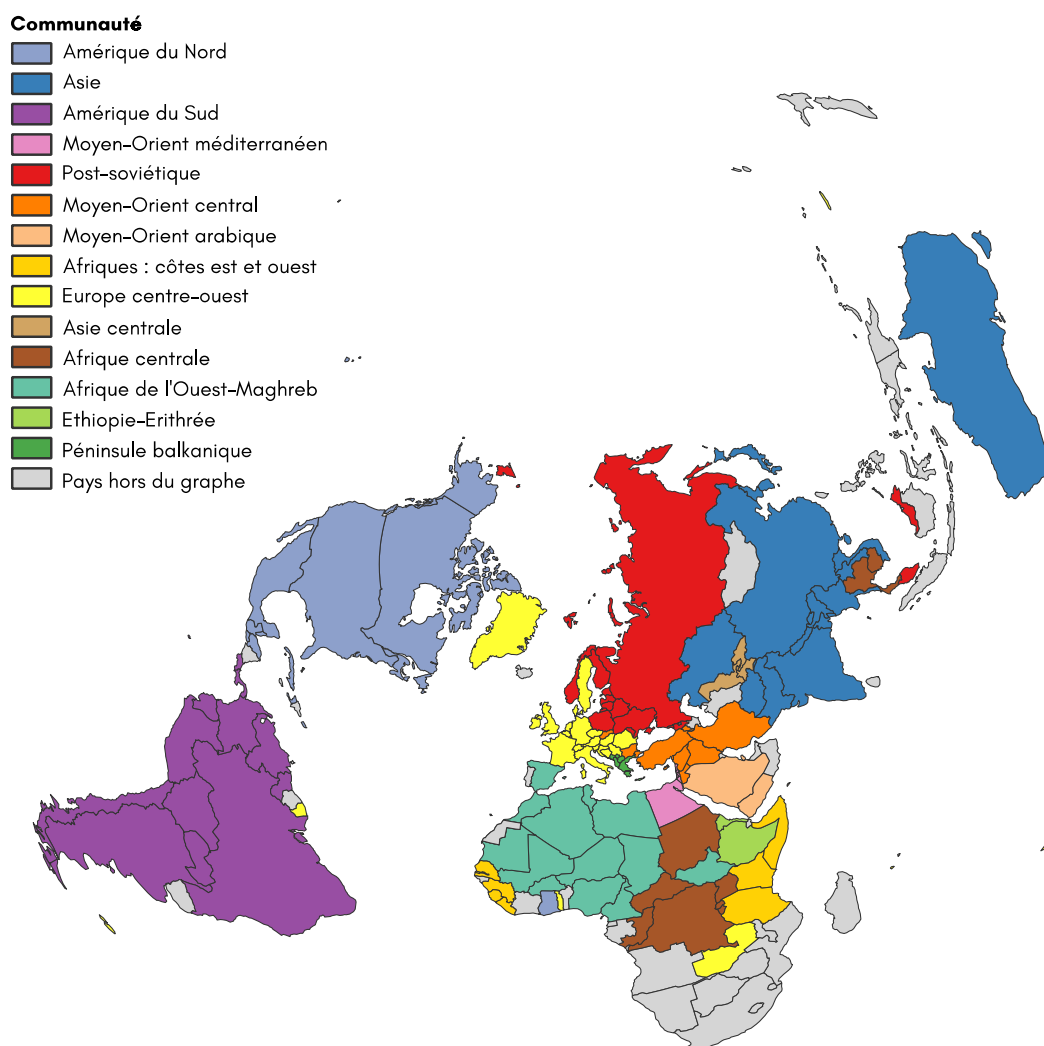 Communauté
Amérique du Nord
Asie
Amérique du Sud
Moyen-Orient méditerranéen
Post-soviétique
Moyen-Orient central
Moyen-Orient arabique
Afriques : côtes est et ouest
Europe centre-ouest
Asie centrale
Afrique centrale
Afrique de l'Ouest-Maghreb
Ethiopie-Erithrée
Péninsule balkanique
Pays hors du graphe